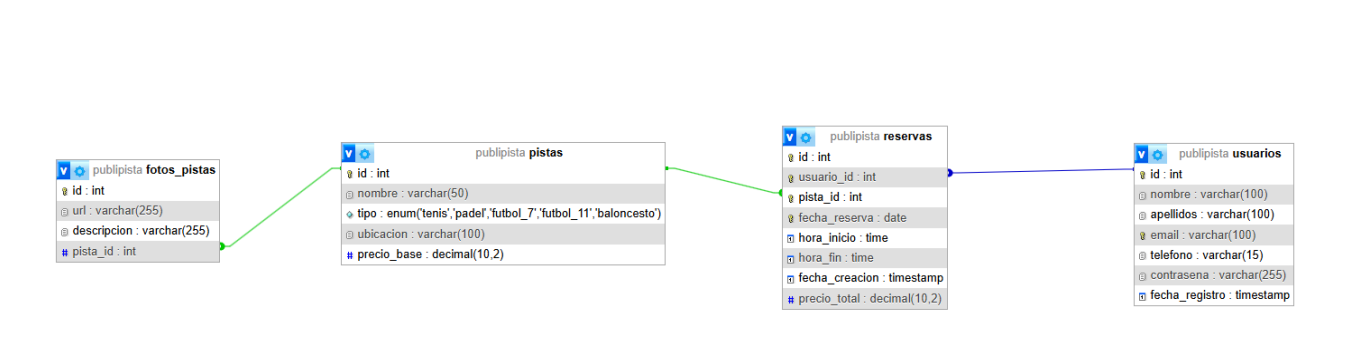 publipista fotos_pistas
id : int
url : varchar(255)
descripcion : varchar(255)
pista_id : int
publipista pistas
id : int
nombre : varchar(50)
tipo : enum('tenis','padel','futbol_7','futbol_11','baloncesto')
ubicacion : varchar(100)
precio_base : decimal(10,2)
publipista reservas
id : int
usuario_id : int
pista_id : int
fecha_reserva : date
hora_inicio : time
hora_fin : time
fecha_creacion : timestamp
precio_total : decimal(10,2)
publipista usuarios
id : int
nombre : varchar(100)
apellidos : varchar(100)
email : varchar(100)
telefono : varchar(15)
contrasena : varchar(255)
fecha_registro : timestamp